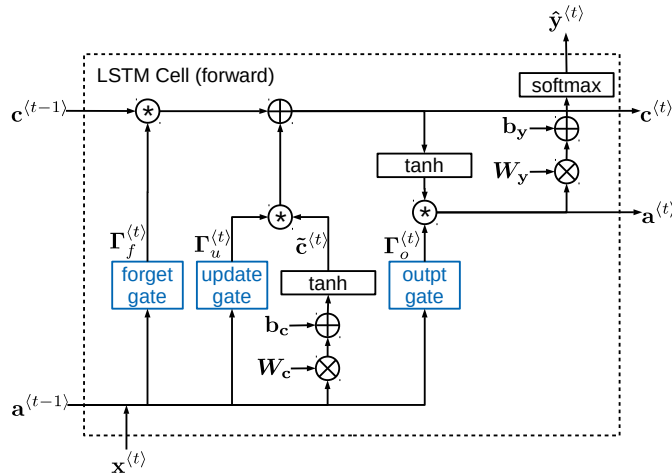 ŷ⟨t⟩
LSTM Cell (forward)
softmax
c⟨t−1⟩
*
+
c⟨t⟩
b_y
+
tanh
W_y
×
*
*
a⟨t⟩
Γ_f⟨t⟩
Γ_u⟨t⟩
c̃⟨t⟩
Γ_o⟨t⟩
forget
gate
update
gate
tanh
outpt
gate
b_c
+
W_c
×
a⟨t−1⟩
x⟨t⟩